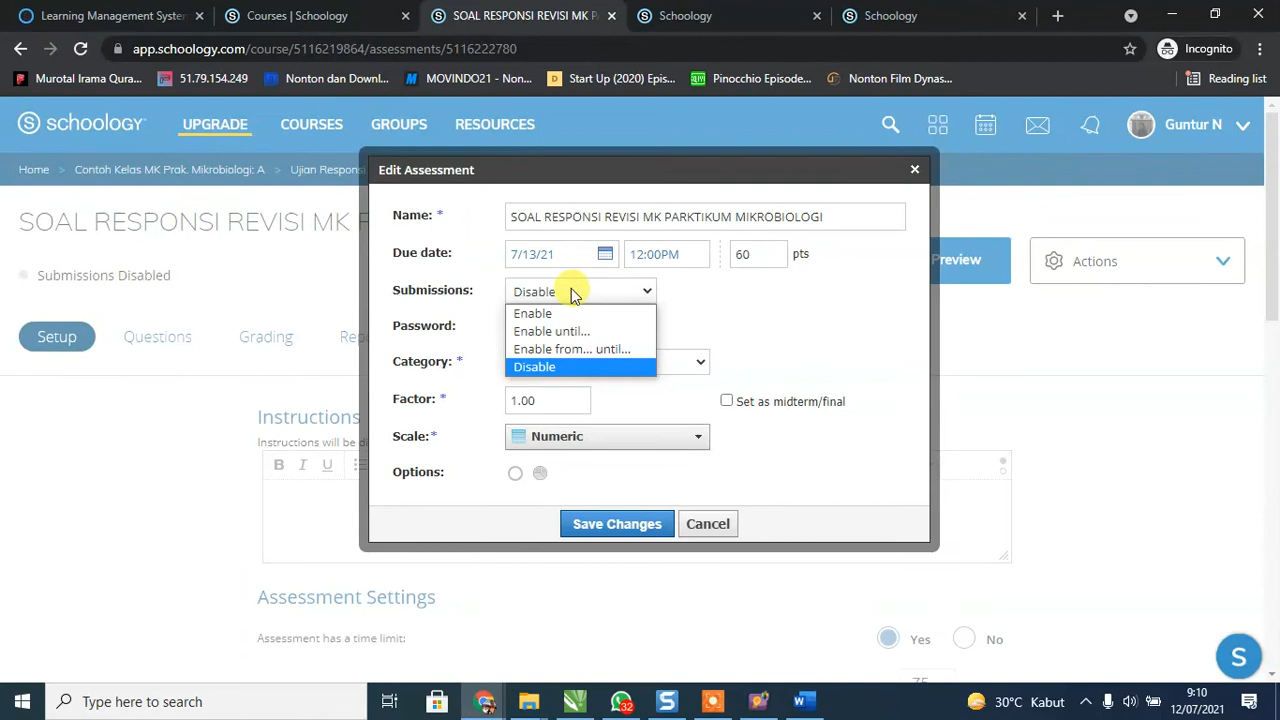 Learning Management System
Courses | Schoology
SOAL RESPONSI REVISI MK P
Schoology
Schoology
app.schoology.com/course/5116219864/assessments/5116222780
Incognito
Murotal Irama Qura...
51.79.154.249
Nonton dan Downl...
MOVINDO21 - Non...
Start Up (2020) Epis...
Pinocchio Episode...
Nonton Film Dynas...
Reading list
S schoology
UPGRADE
COURSES
GROUPS
RESOURCES
Guntur N
Home > Contoh Kelas MK Prak. Mikrobiologi: A > Ujian Respons
SOAL RESPONSI REVISI MK P
Submissions Disabled
Preview
Actions
Setup
Questions
Grading
Instructions
Instructions will be di
B I U
Edit Assessment
Name: * SOAL RESPONSI REVISI MK PARKTIKUM MIKROBIOLOGI
Due date: 7/13/21 12:00PM 60 pts
Submissions: Disable
Enable
Enable until...
Enable from... until...
Disable
Password:
Category: *
Factor: * 1.00 Set as midterm/final
Scale:* Numeric
Options:
Save Changes Cancel
Assessment Settings
Assessment has a time limit: Yes No
75
S
Type here to search
32
30°C Kabut
9:10
12/07/2021